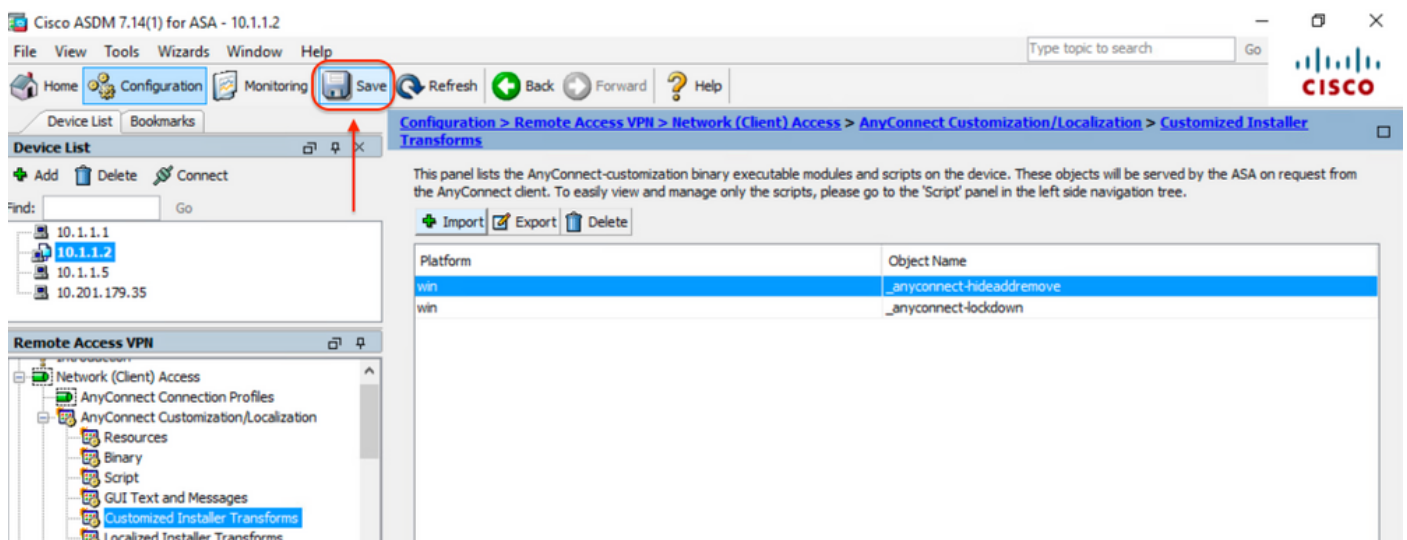 Cisco ASDM 7.14(1) for ASA - 10.1.1.2
File View Tools Wizards Window Help
Type topic to search Go
Home Configuration Monitoring Save Refresh Back Forward Help
CISCO
Device List Bookmarks
Device List
Add Delete Connect
Find: Go
10.1.1.1
10.1.1.2
10.1.1.5
10.201.179.35
Remote Access VPN
Network (Client) Access
AnyConnect Connection Profiles
AnyConnect Customization/Localization
Resources
Binary
Script
GUI Text and Messages
Customized Installer Transforms
Localized Installer Transforms
Configuration > Remote Access VPN > Network (Client) Access > AnyConnect Customization/Localization > Customized Installer
Transforms
This panel lists the AnyConnect-customization binary executable modules and scripts on the device. These objects will be served by the ASA on request from
the AnyConnect client. To easily view and manage only the scripts, please go to the 'Script' panel in the left side navigation tree.
Import Export Delete
Platform Object Name
win _anyconnect-hideaddremove
win _anyconnect-lockdown